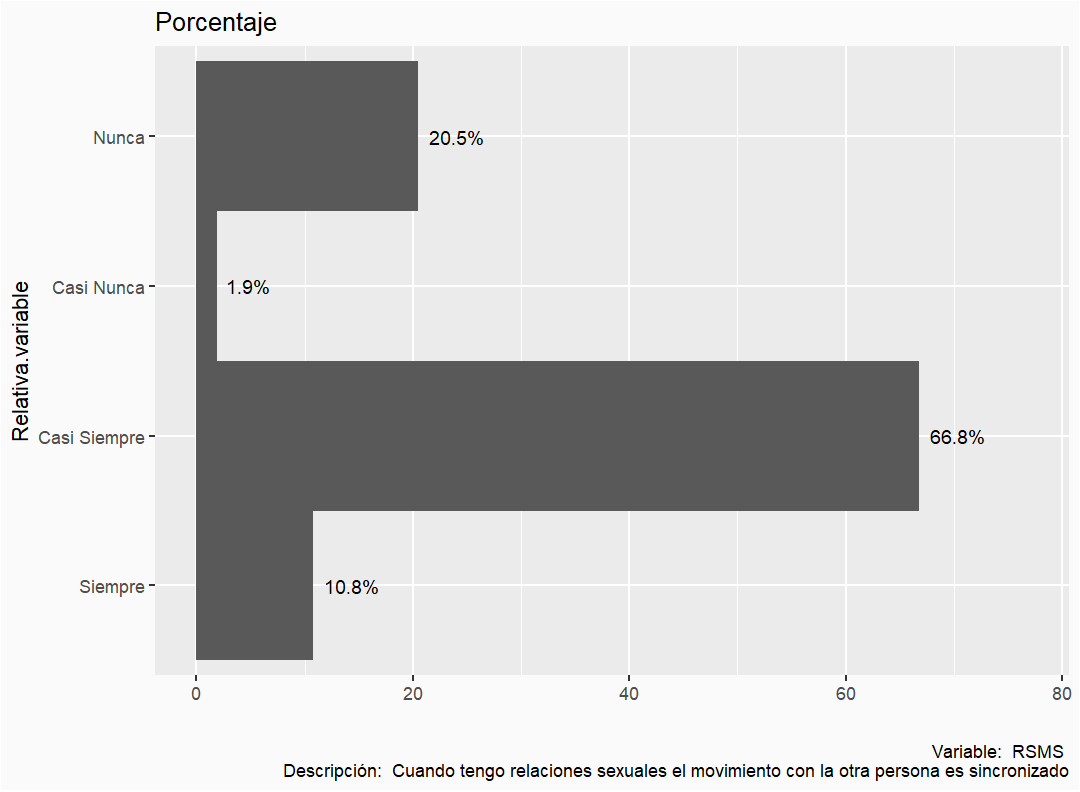 Porcentaje
Relativa.variable
Nunca
20.5%
Casi Nunca
1.9%
Casi Siempre
66.8%
Siempre
10.8%
0 20 40 60 80
Variable: RSMS
Descripción: Cuando tengo relaciones sexuales el movimiento con la otra persona es sincronizado